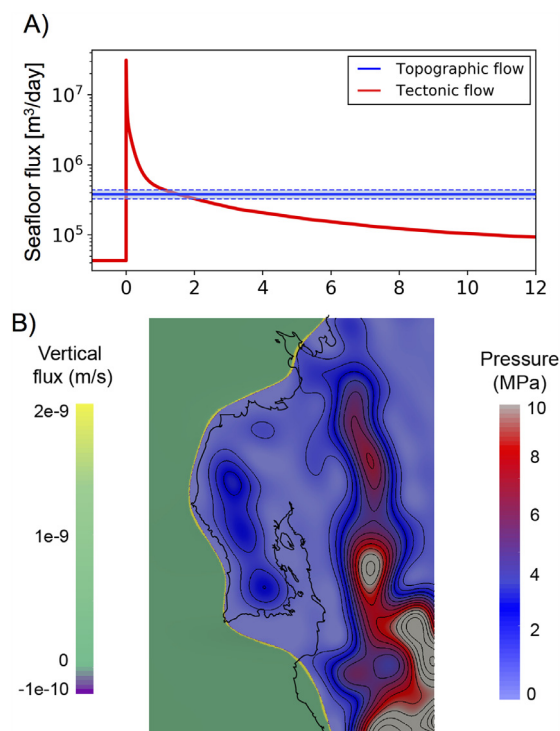 A)
Seafloor flux [m³/day]
10⁷
10⁶
10⁵
Topographic flow
Tectonic flow
0 2 4 6 8 10 12
B)
Vertical
flux (m/s)
2e-9
1e-9
0
-1e-10
Pressure
(MPa)
10
8
6
4
2
0